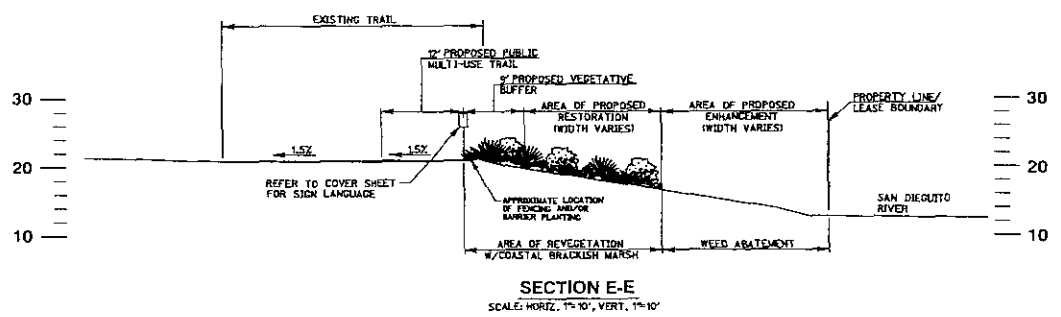 EXISTING TRAIL
12' PROPOSED PUBLIC
MULTI-USE TRAIL
9' PROPOSED VEGETATIVE
BUFFER
AREA OF PROPOSED
RESTORATION
(WIDTH VARIES)
AREA OF PROPOSED
ENHANCEMENT
(WIDTH VARIES)
PROPERTY LINE/
LEASE BOUNDARY
30
30
1.5%
1.5%
20
20
REFER TO COVER SHEET
FOR SIGN LANGUAGE
APPROXIMATE LOCATION
OF FENCING AND/OR
BARRIER PLANTING
SAN DIEGUITO
RIVER
10
10
AREA OF REVEGETATION
W/COASTAL BRACKISH MARSH
WEED ABATEMENT
SECTION E-E
SCALE: HORIZ. 1"=10', VERT. 1"=10'